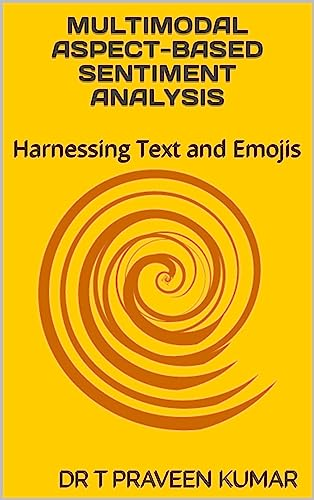 MULTIMODAL
ASPECT-BASED
SENTIMENT
ANALYSIS
Harnessing Text and Emojis
DR T PRAVEEN KUMAR